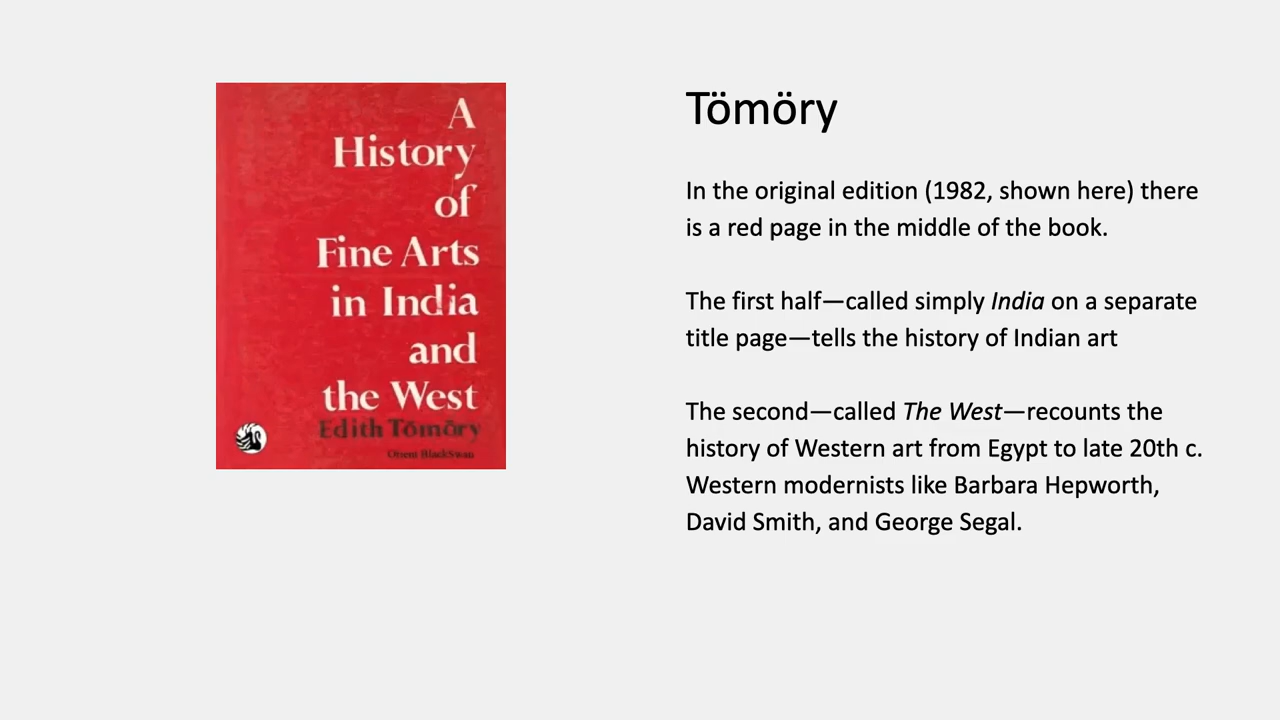 A
History
of
Fine Arts
in India
and
the West
Edith Tömöry
Orient BlackSwan
Tömöry
In the original edition (1982, shown here) there
is a red page in the middle of the book.
The first half—called simply India on a separate
title page—tells the history of Indian art
The second—called The West—recounts the
history of Western art from Egypt to late 20th c.
Western modernists like Barbara Hepworth,
David Smith, and George Segal.